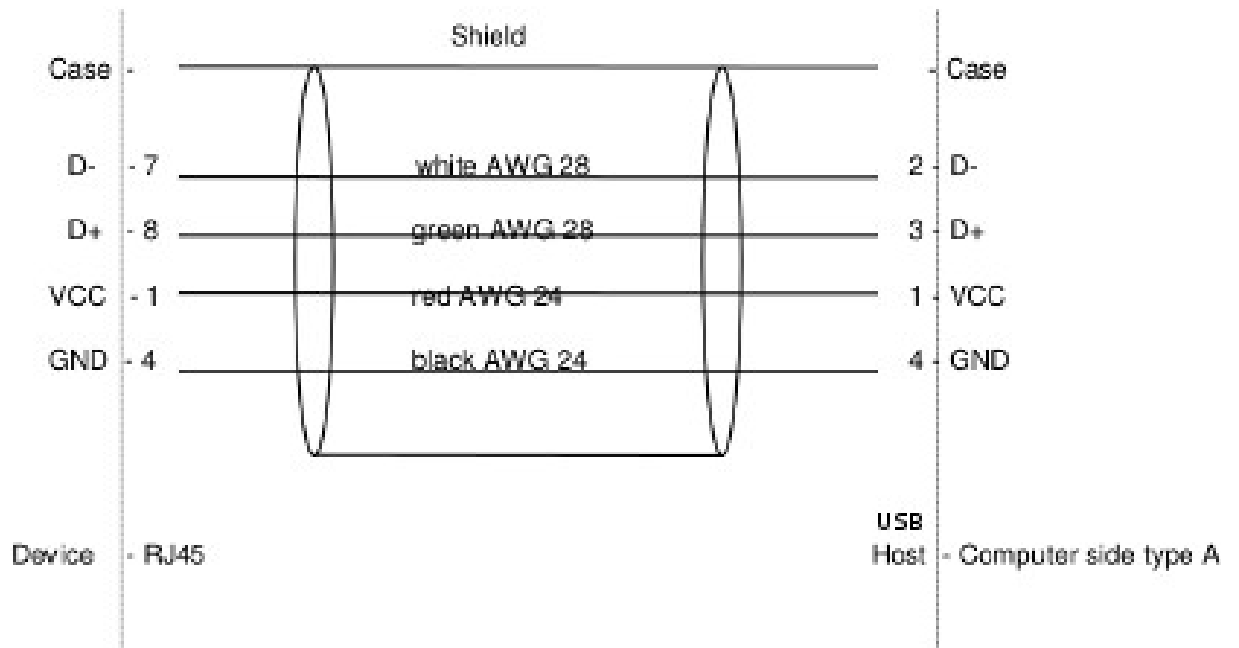 Shield
Case - - Case
D- - 7 white AWG 28 2 - D-
D+ - 8 green AWG 28 3 - D+
VCC - 1 red AWG 24 1 - VCC
GND - 4 black AWG 24 4 - GND
USB
Device - RJ45 Host - Computer side type A